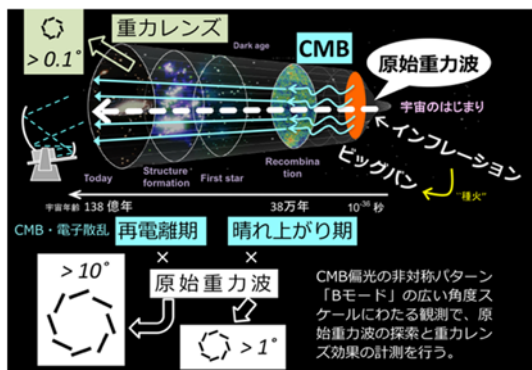 重力レンズ
> 0.1°
Dark age
CMB
原始重力波
宇宙のはじまり
インフレーション
ビッグバン
"種火"
Today
Structure formation
First star
Recombina
tion
宇宙年齢 138 億年
38万年
10⁻³⁶ 秒
CMB・電子散乱
再電離期
晴れ上がり期
×
×
原始重力波
> 10°
> 1°
CMB偏光の非対称パターン
「Bモード」の広い角度ス
ケールにわたる観測で、原
始重力波の探索と重力レン
ズ効果の計測を行う。